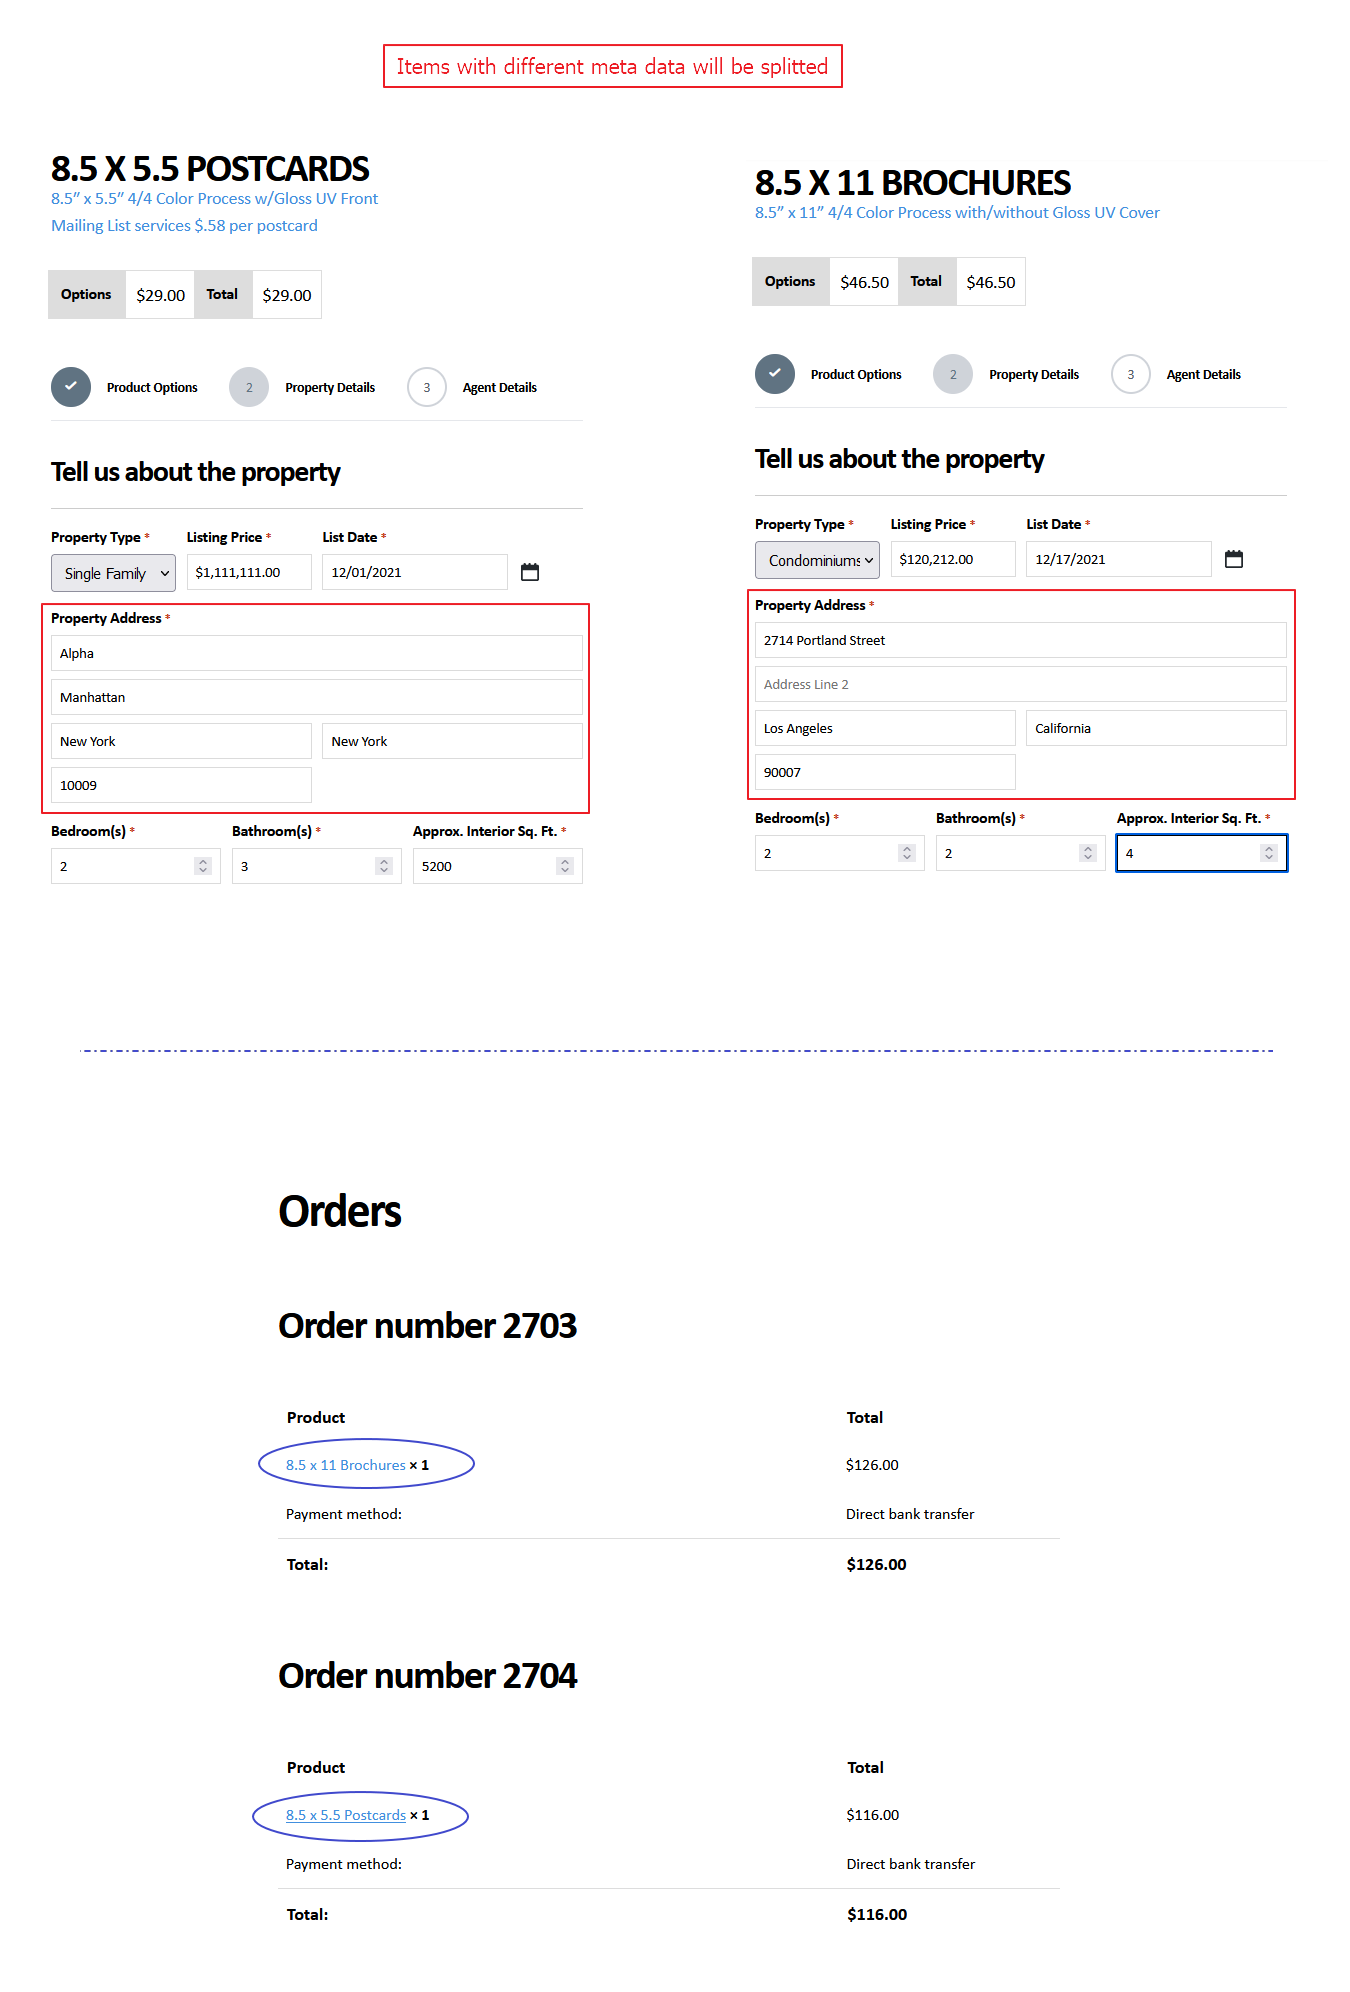 Items with different meta data will be splitted
8.5 X 5.5 POSTCARDS
8.5″ x 5.5″ 4/4 Color Process w/Gloss UV Front
Mailing List services $.58 per postcard
Options $29.00 Total $29.00
Product Options 2 Property Details 3 Agent Details
Tell us about the property
Property Type * Listing Price * List Date *
Single Family $1,111,111.00 12/01/2021
Property Address *
Alpha
Manhattan
New York New York
10009
Bedroom(s) * Bathroom(s) * Approx. Interior Sq. Ft. *
2 3 5200
8.5 X 11 BROCHURES
8.5″ x 11″ 4/4 Color Process with/without Gloss UV Cover
Options $46.50 Total $46.50
Product Options 2 Property Details 3 Agent Details
Tell us about the property
Property Type * Listing Price * List Date *
Condominiums $120,212.00 12/17/2021
Property Address *
2714 Portland Street
Address Line 2
Los Angeles California
90007
Bedroom(s) * Bathroom(s) * Approx. Interior Sq. Ft. *
2 2 4
Orders
Order number 2703
Product Total
8.5 x 11 Brochures × 1 $126.00
Payment method: Direct bank transfer
Total: $126.00
Order number 2704
Product Total
8.5 x 5.5 Postcards × 1 $116.00
Payment method: Direct bank transfer
Total: $116.00